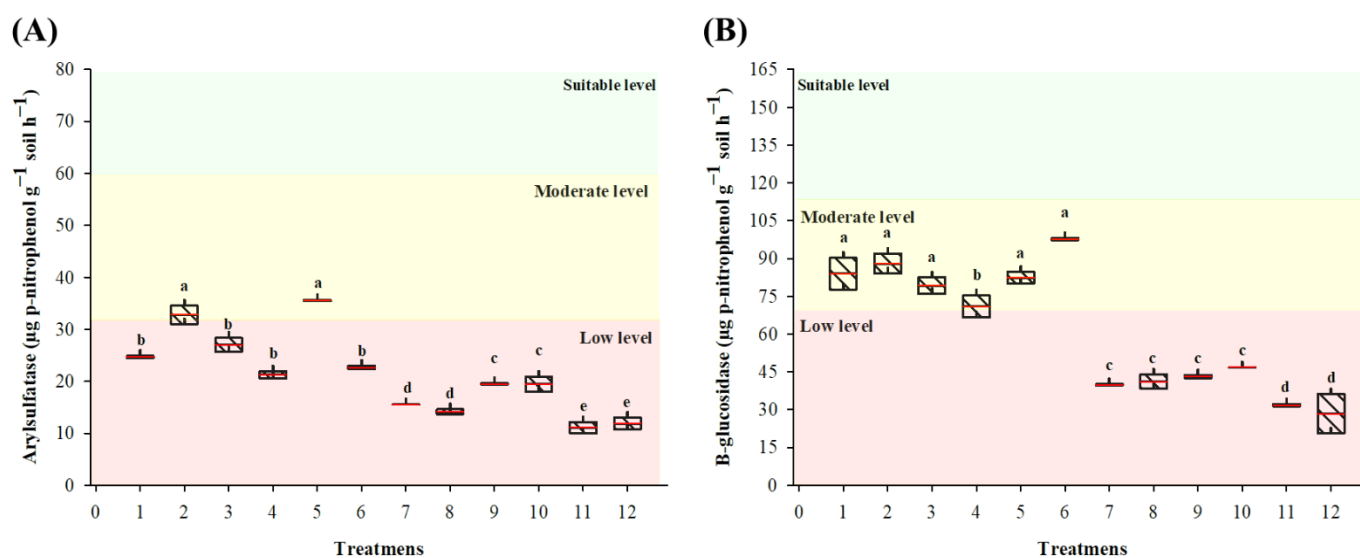 (A)
Arylsulfatase (µg p-nitrophenol g⁻¹ soil h⁻¹)
80
70
60
50
40
30
20
10
0
Suitable level
Moderate level
Low level
b
a
b
b
a
b
d
d
c
c
e
e
0 1 2 3 4 5 6 7 8 9 10 11 12
Treatmens
(B)
B-glucosidase (µg p-nitrophenol g⁻¹ soil h⁻¹)
165
150
135
120
105
90
75
60
45
30
15
0
Suitable level
Moderate level
Low level
a
a
a
b
a
a
c
c
c
c
d
d
0 1 2 3 4 5 6 7 8 9 10 11 12
Treatmens